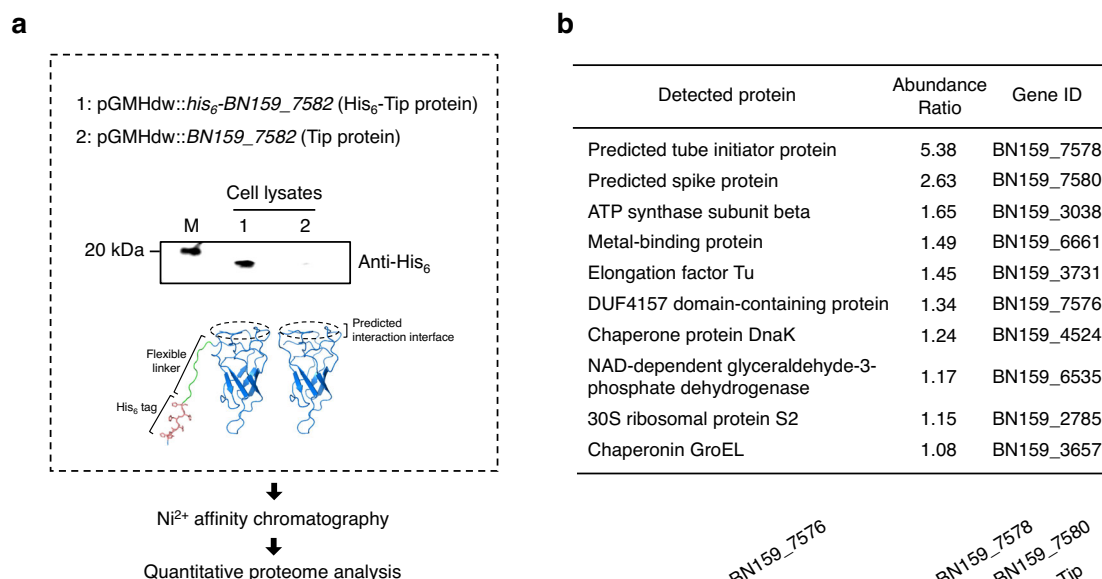 a
1: pGMHdw::his₆-BN159_7582 (His₆-Tip protein)
2: pGMHdw::BN159_7582 (Tip protein)
Cell lysates
M 1 2
20 kDa
Anti-His₆
Predicted
interaction interface
Flexible
linker
His₆ tag
Ni²⁺ affinity chromatography
Quantitative proteome analysis
b
Detected protein Abundance Ratio Gene ID
Predicted tube initiator protein 5.38 BN159_7578
Predicted spike protein 2.63 BN159_7580
ATP synthase subunit beta 1.65 BN159_3038
Metal-binding protein 1.49 BN159_6661
Elongation factor Tu 1.45 BN159_3731
DUF4157 domain-containing protein 1.34 BN159_7576
Chaperone protein DnaK 1.24 BN159_4524
NAD-dependent glyceraldehyde-3-
phosphate dehydrogenase 1.17 BN159_6535
30S ribosomal protein S2 1.15 BN159_2785
Chaperonin GroEL 1.08 BN159_3657
BN159_7576
BN159_7578
BN159_7580
Tip